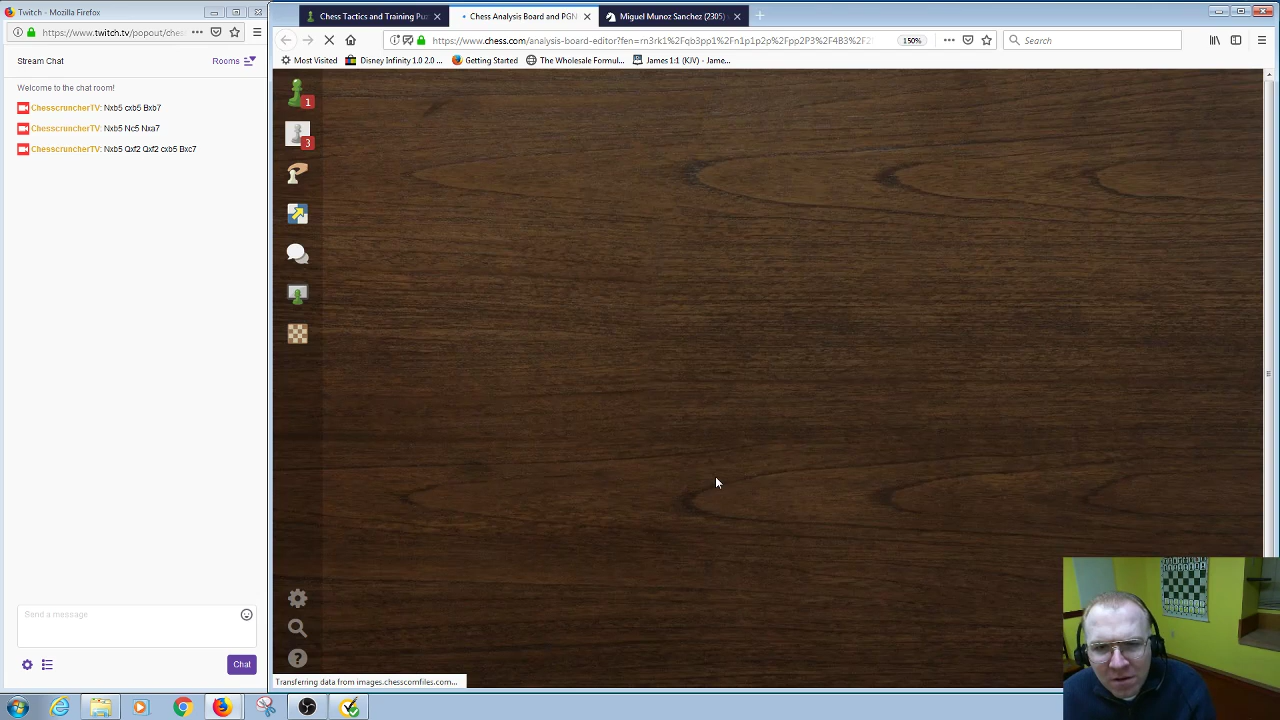 Twitch - Mozilla Firefox
https://www.twitch.tv/popout/ches
Stream Chat
Rooms
Welcome to the chat room!
ChesscruncherTV: Nxb5 cxb5 Bxb7
ChesscruncherTV: Nxb5 Nc5 Nxa7
ChesscruncherTV: Nxb5 Qxf2 Qxf2 cxb5 Bxc7
Send a message
Chat
Chess Tactics and Training Puz
Chess Analysis Board and PGN
Miguel Munoz Sanchez (2305)
https://www.chess.com/analysis-board-editor?fen=rn3rk1%2Fqb3pp1%2Fn1p1p2p%2Fpp2P3%2F4B3%2F
150%
Search
Most Visited
Disney Infinity 1.0 2.0 ...
Getting Started
The Wholesale Formul...
James 1:1 (KJV) - Jame...
1
3
?
Transferring data from images.chesscomfiles.com...